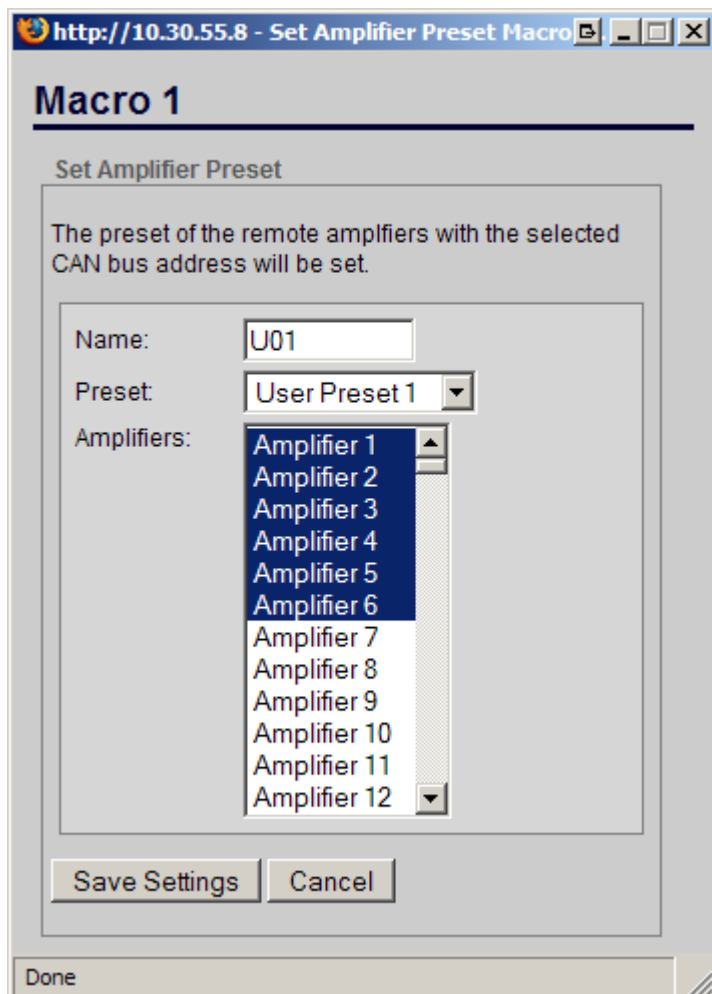 http://10.30.55.8 - Set Amplifier Preset Macro
Macro 1
Set Amplifier Preset
The preset of the remote amplfiers with the selected
CAN bus address will be set.
Name: U01
Preset: User Preset 1
Amplifiers:
Amplifier 1
Amplifier 2
Amplifier 3
Amplifier 4
Amplifier 5
Amplifier 6
Amplifier 7
Amplifier 8
Amplifier 9
Amplifier 10
Amplifier 11
Amplifier 12
Save Settings Cancel
Done